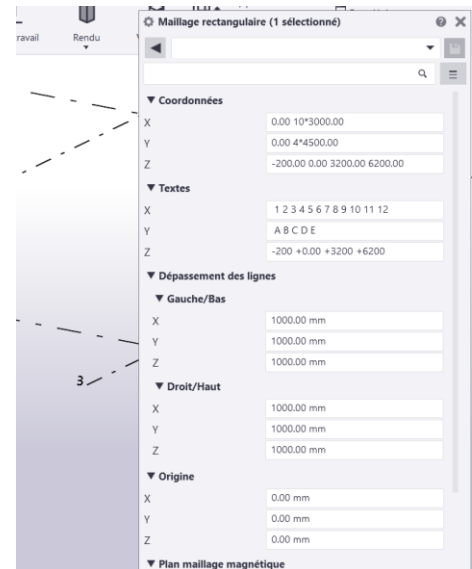 ravail Rendu
Maillage rectangulaire (1 sélectionné)
Coordonnées
X 0.00 10*3000.00
Y 0.00 4*4500.00
Z -200.00 0.00 3200.00 6200.00
Textes
X 1 2 3 4 5 6 7 8 9 10 11 12
Y A B C D E
Z -200 +0.00 +3200 +6200
Dépassement des lignes
Gauche/Bas
X 1000.00 mm
Y 1000.00 mm
Z 1000.00 mm
3
Droit/Haut
X 1000.00 mm
Y 1000.00 mm
Z 1000.00 mm
Origine
X 0.00 mm
Y 0.00 mm
Z 0.00 mm
Plan maillage magnétique